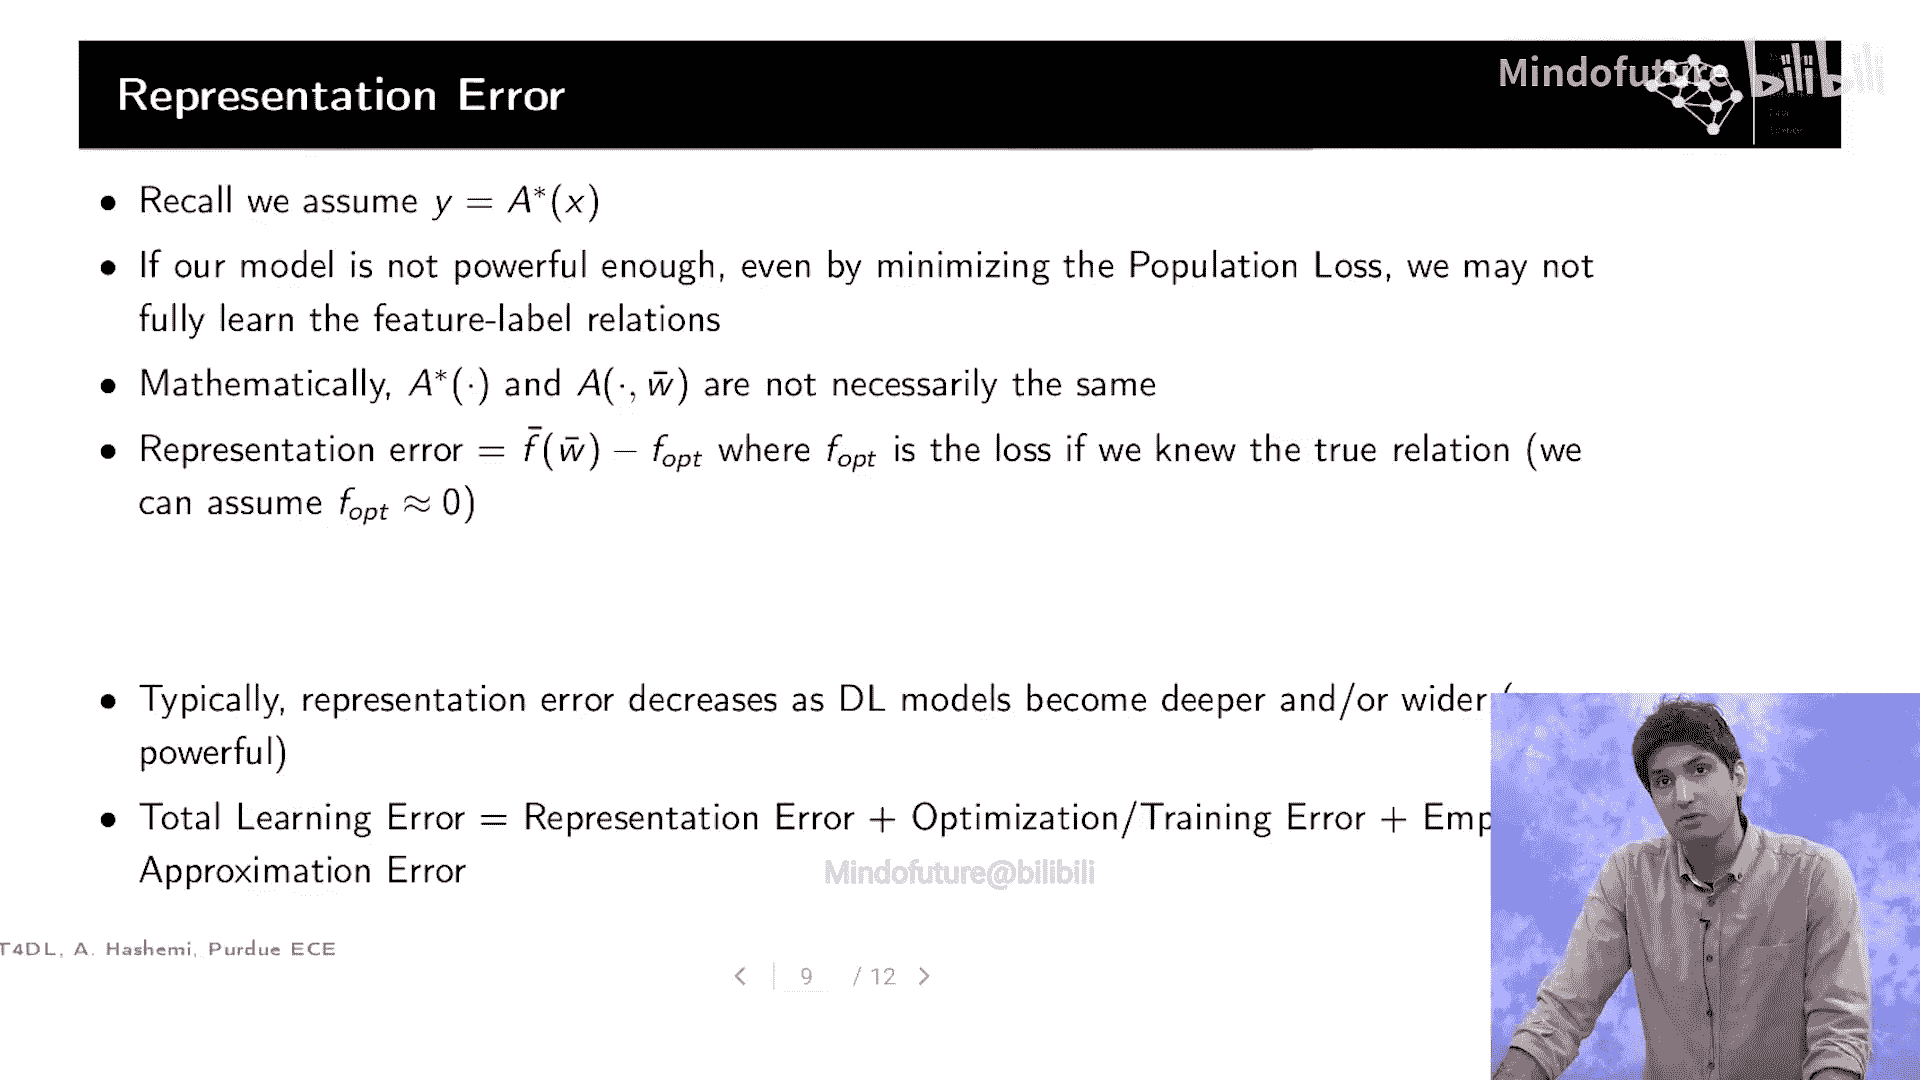 Representation Error
Mindofuture
bilibili
• Recall we assume y = A*(x)
• If our model is not powerful enough, even by minimizing the Population Loss, we may not
fully learn the feature-label relations
• Mathematically, A*(·) and A(·, w̄) are not necessarily the same
• Representation error = f̄(w̄) − f_opt where f_opt is the loss if we knew the true relation (we
can assume f_opt ≈ 0)
• Typically, representation error decreases as DL models become deeper and/or wider (
powerful)
• Total Learning Error = Representation Error + Optimization/Training Error + Emp
Approximation Error
Mindofuture@bilibili
T4DL, A. Hashemi, Purdue ECE
9 / 12